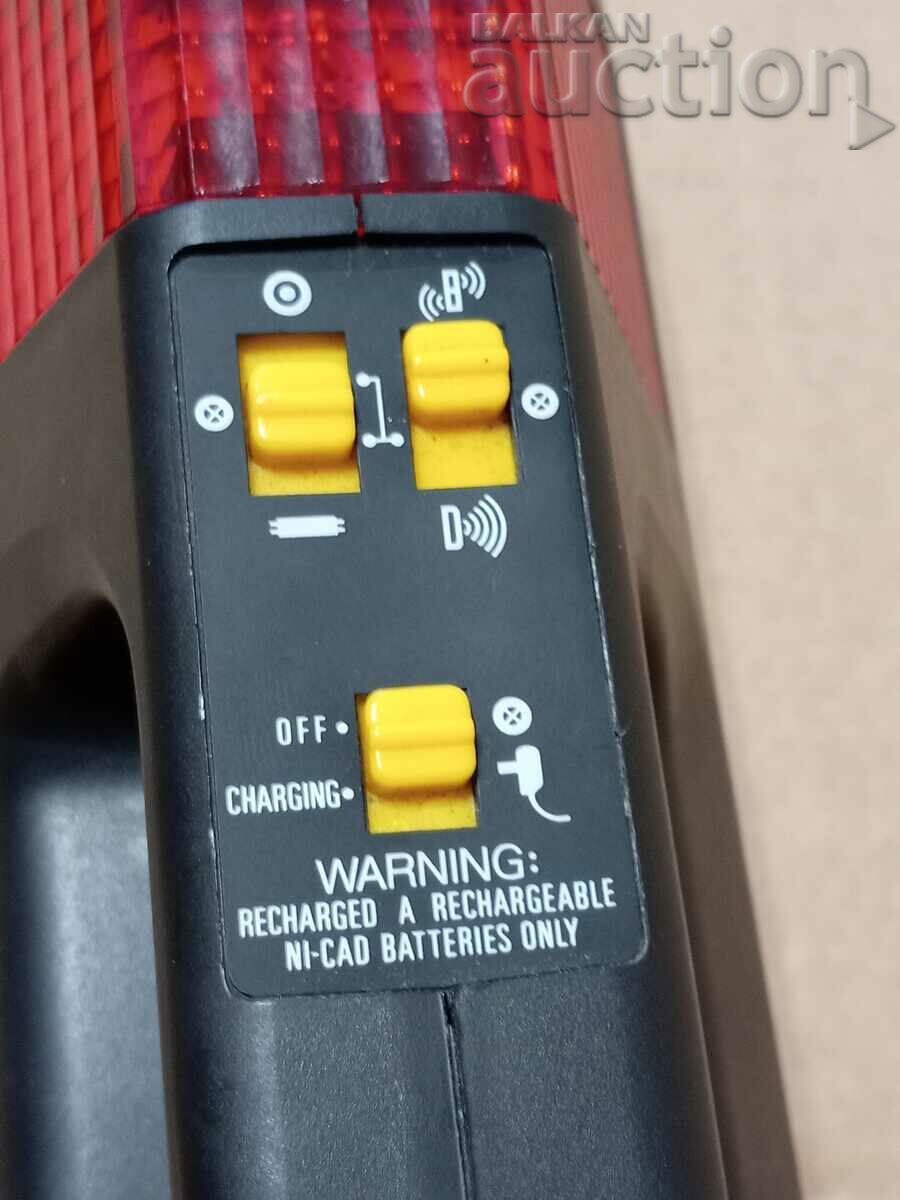 BALKAN
auction
D
OFF
CHARGING
WARNING:
RECHARGED A RECHARGEABLE
NI-CAD BATTERIES ONLY